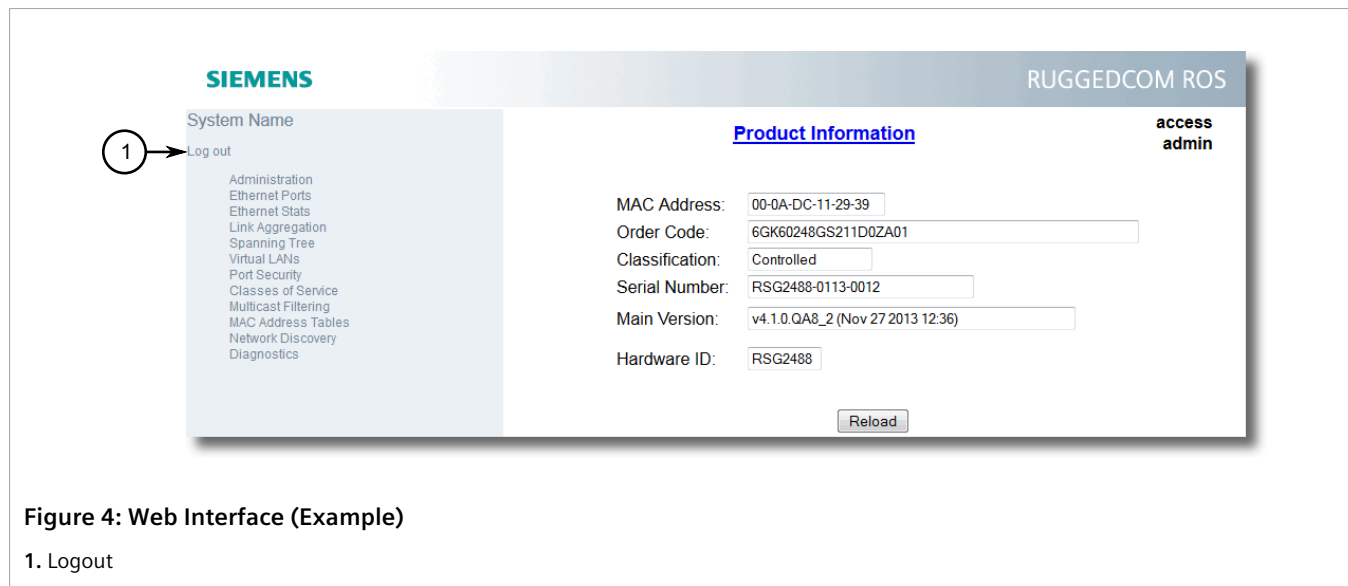 SIEMENS
RUGGEDCOM ROS
System Name
1
Log out
Administration
Ethernet Ports
Ethernet Stats
Link Aggregation
Spanning Tree
Virtual LANs
Port Security
Classes of Service
Multicast Filtering
MAC Address Tables
Network Discovery
Diagnostics
Product Information
access
admin
MAC Address: 00-0A-DC-11-29-39
Order Code: 6GK60248GS211D0ZA01
Classification: Controlled
Serial Number: RSG2488-0113-0012
Main Version: v4.1.0.QA8_2 (Nov 27 2013 12:36)
Hardware ID: RSG2488
Reload
Figure 4: Web Interface (Example)
1. Logout